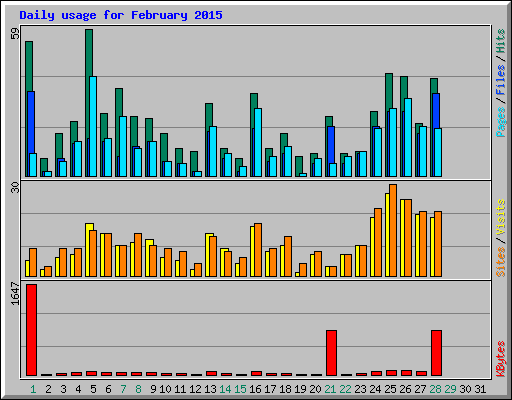 Daily usage for February 2015
59
Pages / Files / Hits
30
Sites / Visits
1647
KBytes
1 2 3 4 5 6 7 8 9 10 11 12 13 14 15 16 17 18 19 20 21 22 23 24 25 26 27 28 29 30 31